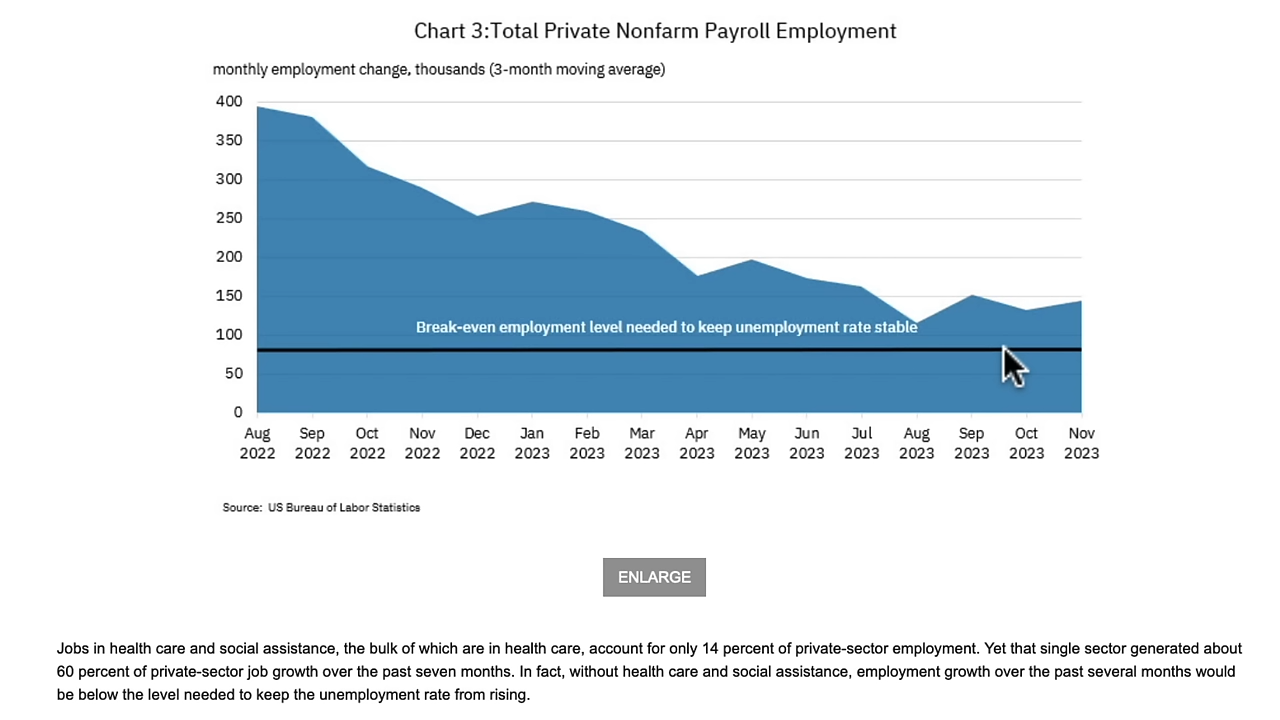 Chart 3:Total Private Nonfarm Payroll Employment
monthly employment change, thousands (3-month moving average)
400
350
300
250
200
150
100
50
0
Break-even employment level needed to keep unemployment rate stable
Aug Sep Oct Nov Dec Jan Feb Mar Apr May Jun Jul Aug Sep Oct Nov
2022 2022 2022 2022 2022 2023 2023 2023 2023 2023 2023 2023 2023 2023 2023 2023
Source: US Bureau of Labor Statistics
ENLARGE
Jobs in health care and social assistance, the bulk of which are in health care, account for only 14 percent of private-sector employment. Yet that single sector generated about
60 percent of private-sector job growth over the past seven months. In fact, without health care and social assistance, employment growth over the past several months would
be below the level needed to keep the unemployment rate from rising.